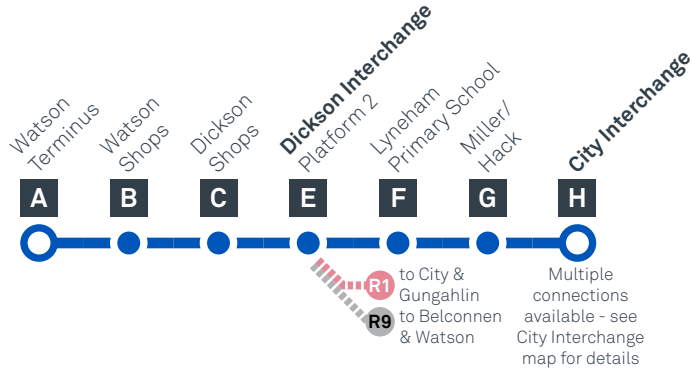 Watson
Terminus
Watson
Shops
Dickson
Shops
Dickson Interchange
Platform 2
Lyneham
Primary School
Miller/
Hack
City Interchange
A
B
C
E
F
G
H
R1
to City &
Gungahlin
R9
to Belconnen
& Watson
Multiple
connections
available - see
City Interchange
map for details